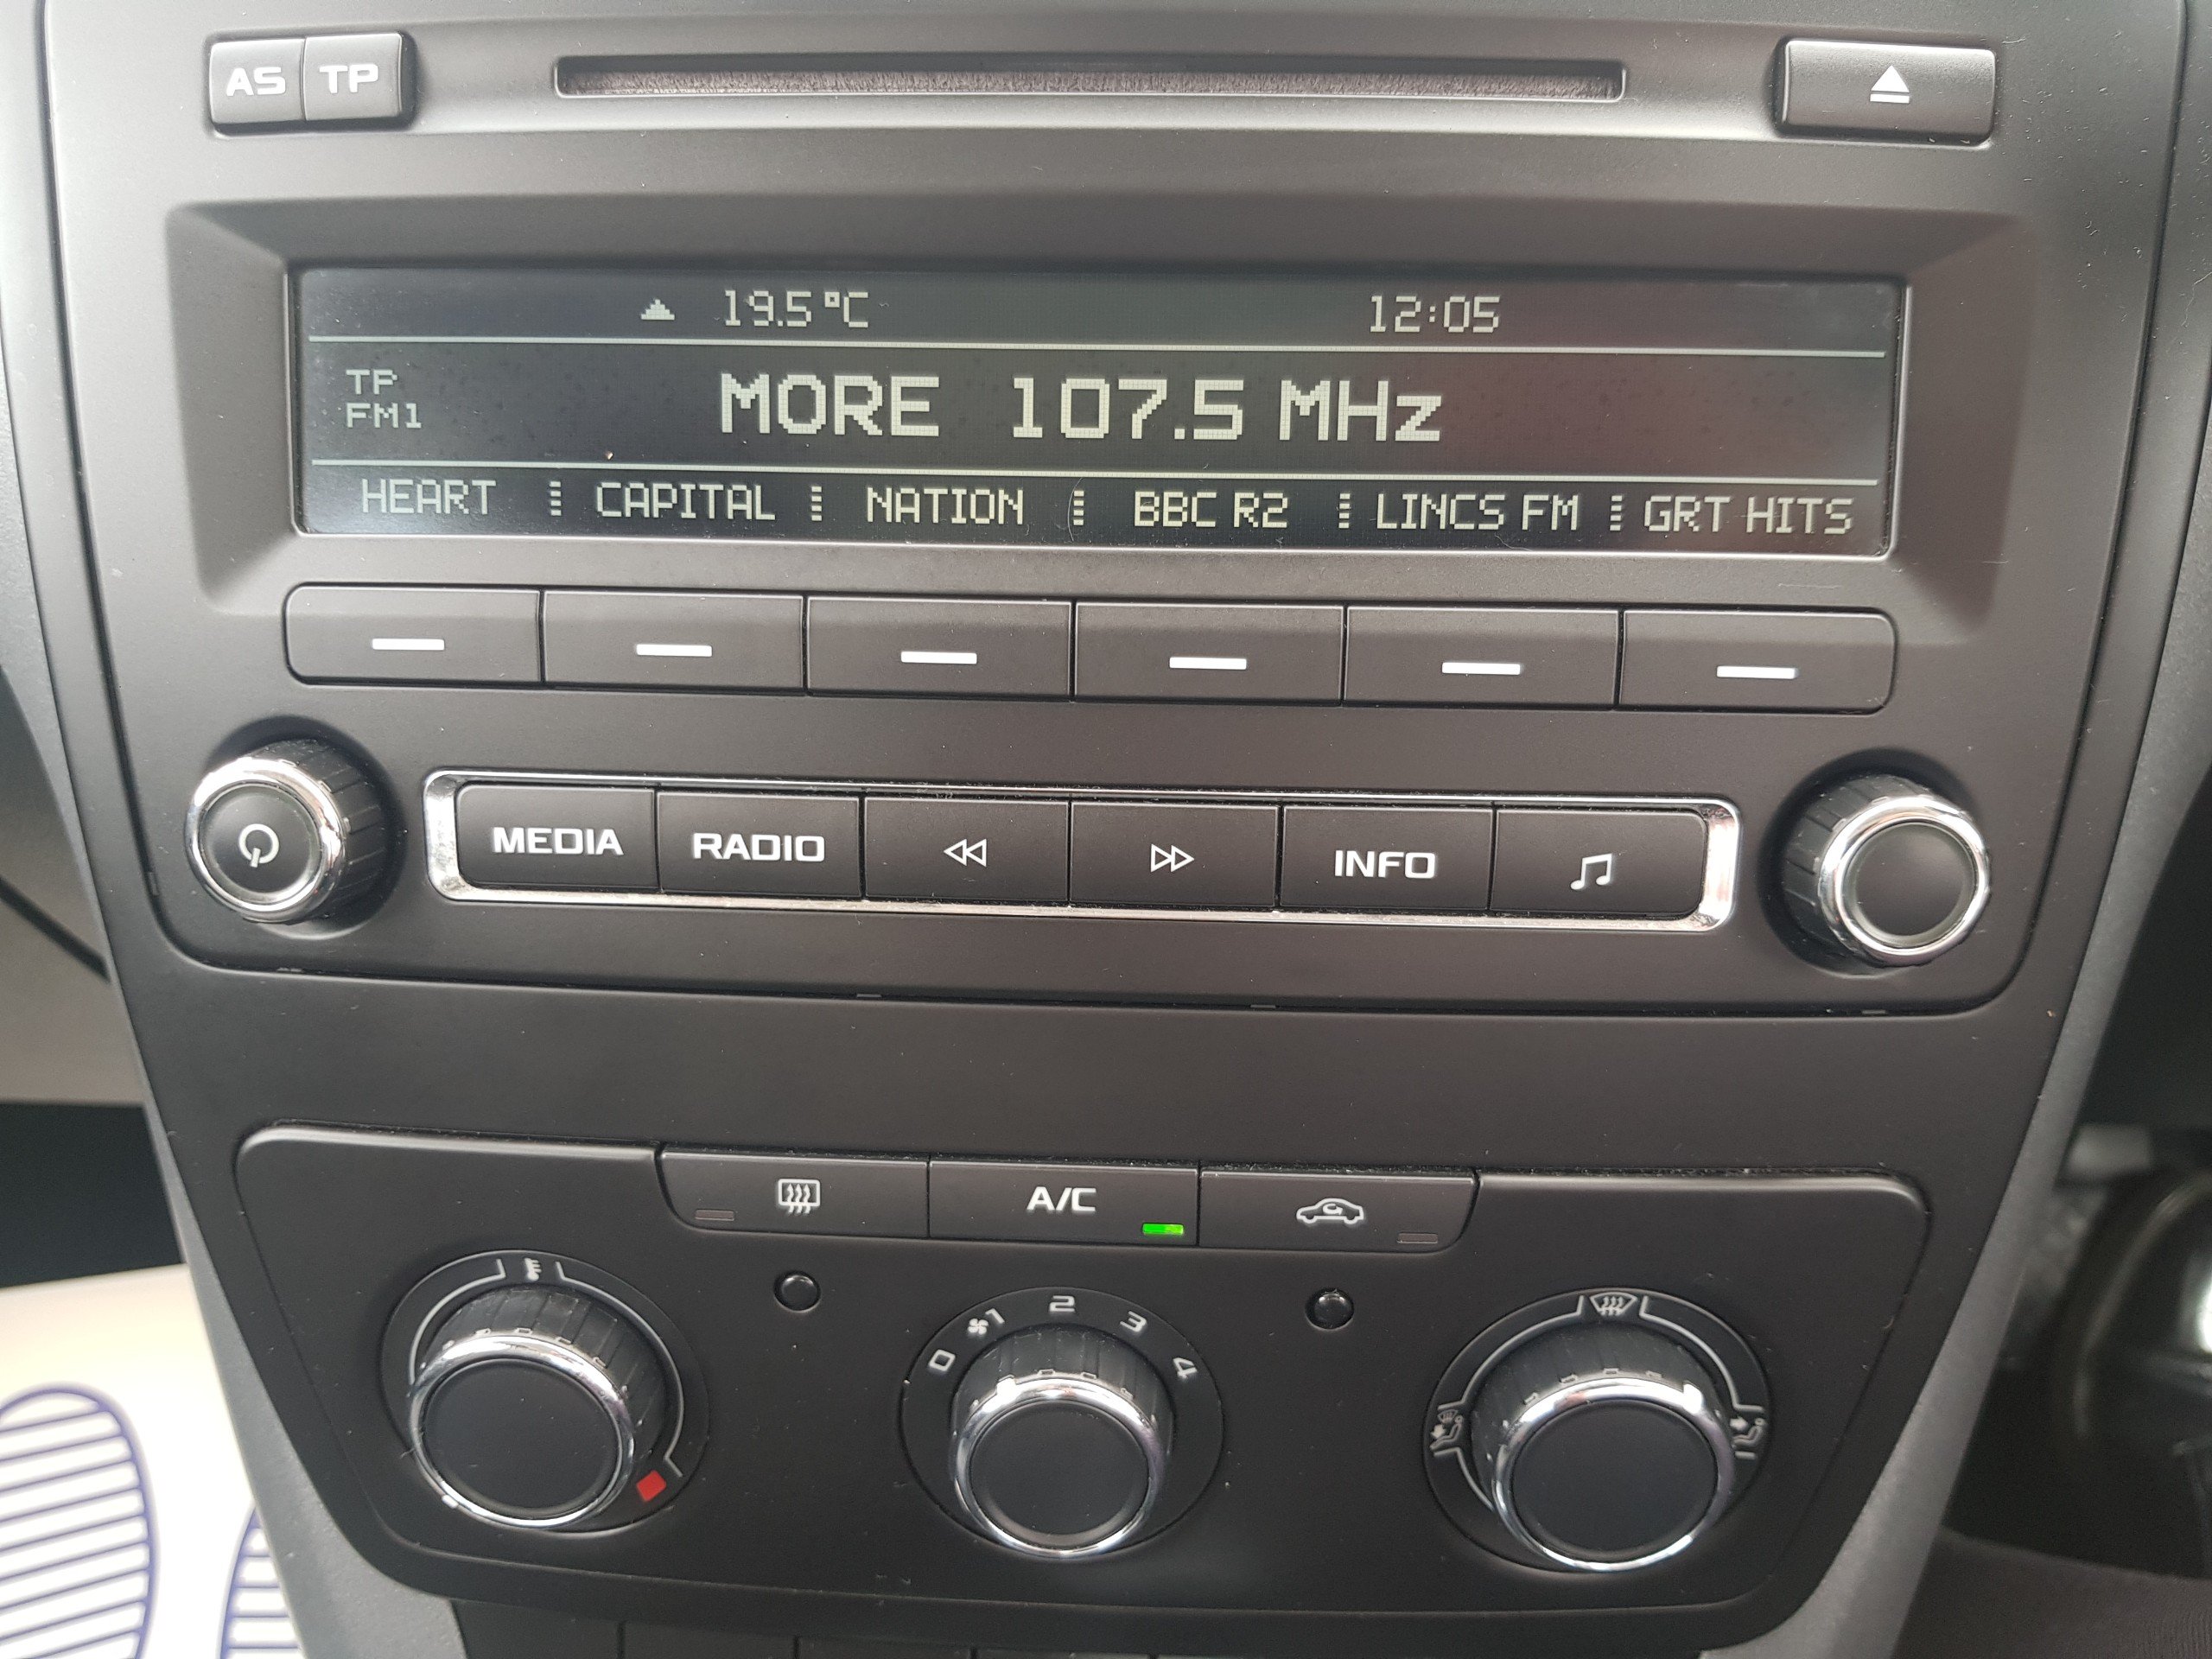 AS TP
19.5°C 12:05
TP
FM1
MORE 107.5 MHz
HEART CAPITAL NATION BBC R2 LINCS FM GRT HITS
MEDIA RADIO INFO
A/C
0 1 2 3 4